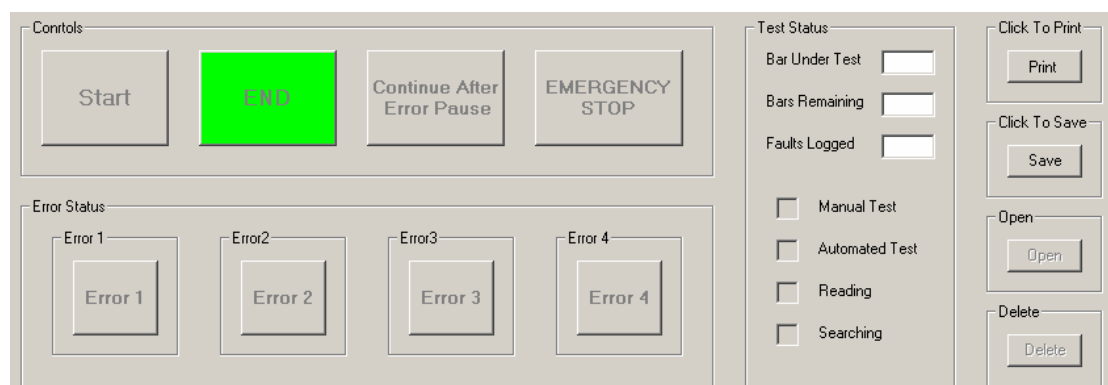 Conrtols
Start
END
Continue After
Error Pause
EMERGENCY
STOP
Error Status
Error 1
Error 1
Error2
Error 2
Error3
Error 3
Error 4
Error 4
Test Status
Bar Under Test
Bars Remaining
Faults Logged
Manual Test
Automated Test
Reading
Searching
Click To Print
Print
Click To Save
Save
Open
Open
Delete
Delete